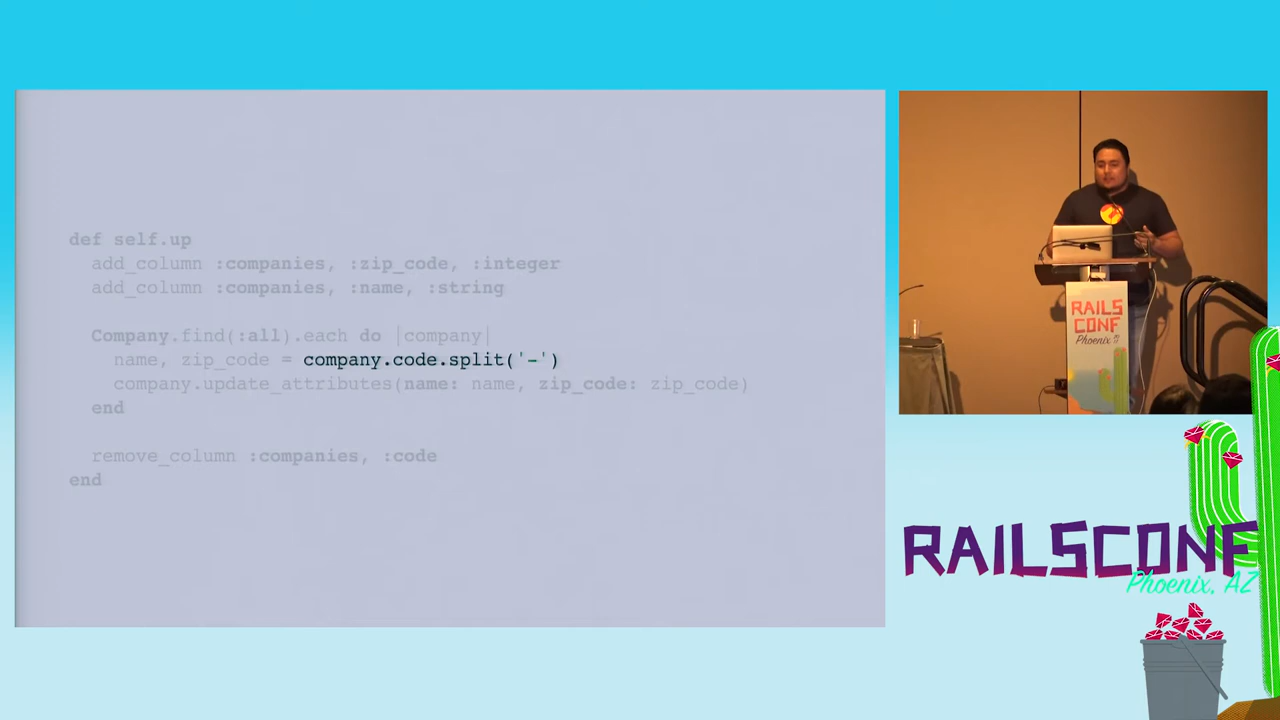 def self.up
  add_column :companies, :zip_code, :integer
  add_column :companies, :name, :string
  Company.find(:all).each do |company|
    name, zip_code = company.code.split('-')
    company.update_attributes(name: name, zip_code: zip_code)
  end
  remove_column :companies, :code
end
RAILS
CONF
Phoenix
RAILSCONF
Phoenix, AZ